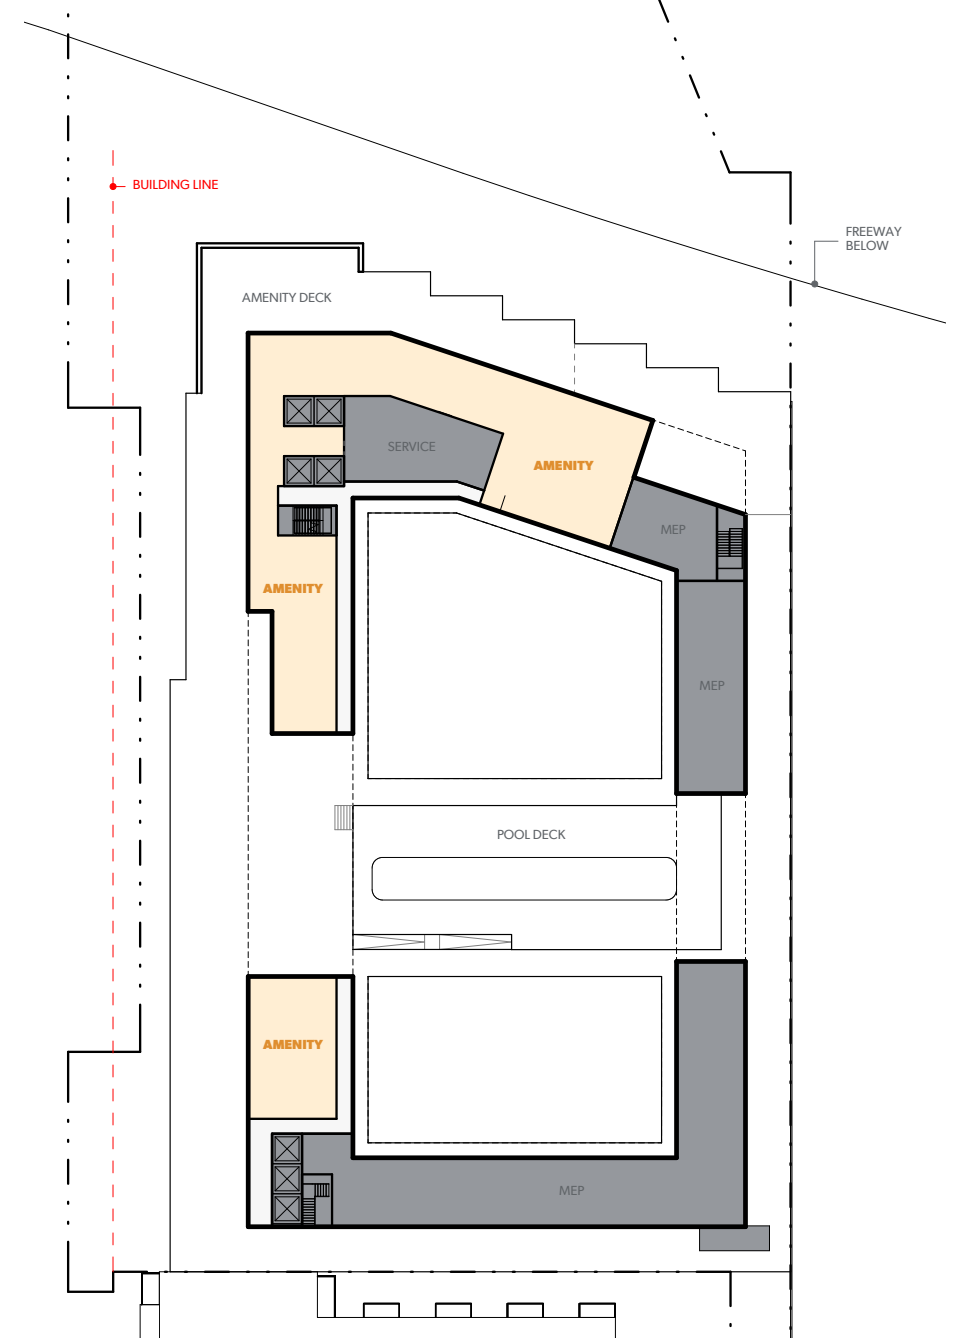 BUILDING LINE
FREEWAY
BELOW
AMENITY DECK
SERVICE
AMENITY
MEP
AMENITY
MEP
POOL DECK
AMENITY
MEP